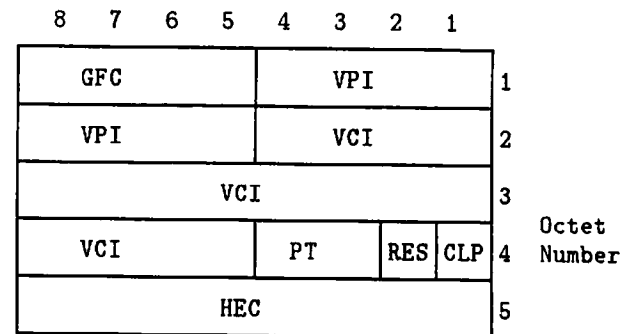 8 7 6 5 4 3 2 1
GFC VPI 1
VPI VCI 2
VCI 3
VCI PT RES CLP 4
HEC 5
Octet
Number